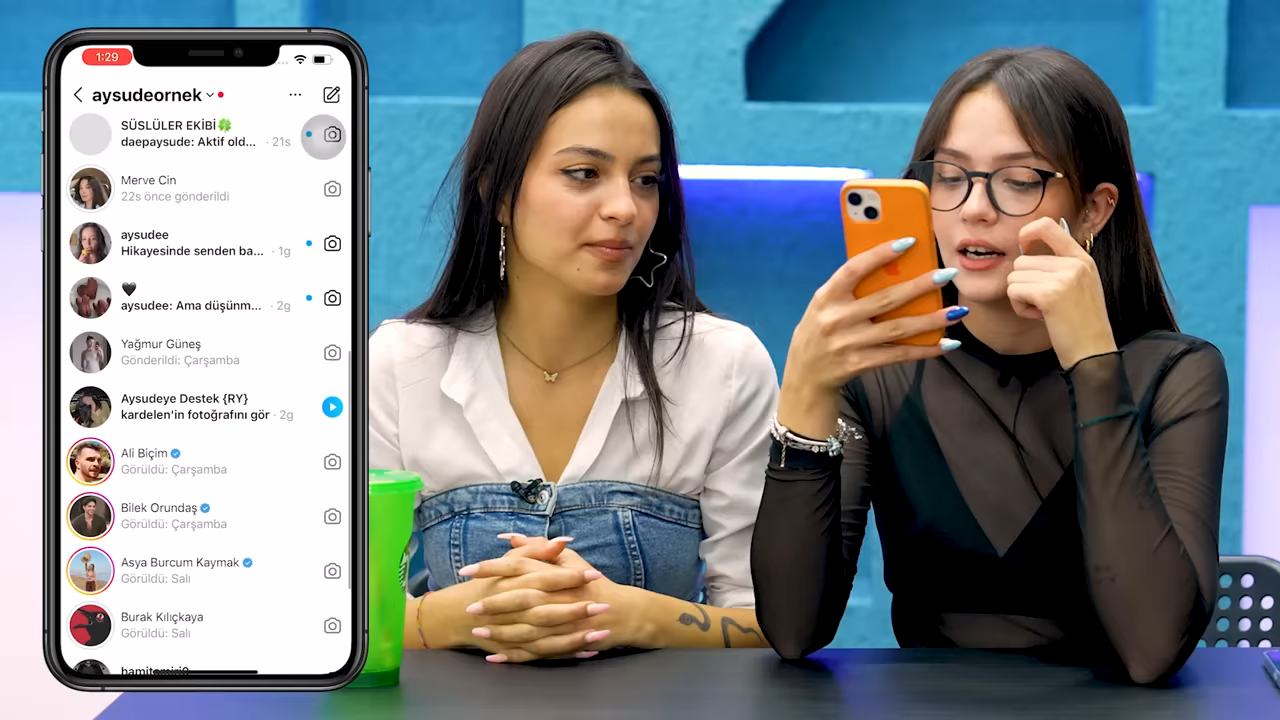 1:29
aysudeornek
SÜSLÜLER EKİBİ🍀
daepaysude: Aktif old... · 21s
Merve Cin
22s önce gönderildi
aysudee
Hikayesinde senden ba... · 1g
🖤
aysudee: Ama düşünm... · 2g
Yağmur Güneş
Gönderildi: Çarşamba
Aysudeye Destek {RY}
kardelen'in fotoğrafını gör · 2g
Ali Biçim
Görüldü: Çarşamba
Bilek Orundaş
Görüldü: Çarşamba
Asya Burcum Kaymak
Görüldü: Salı
Burak Kılıçkaya
Görüldü: Salı